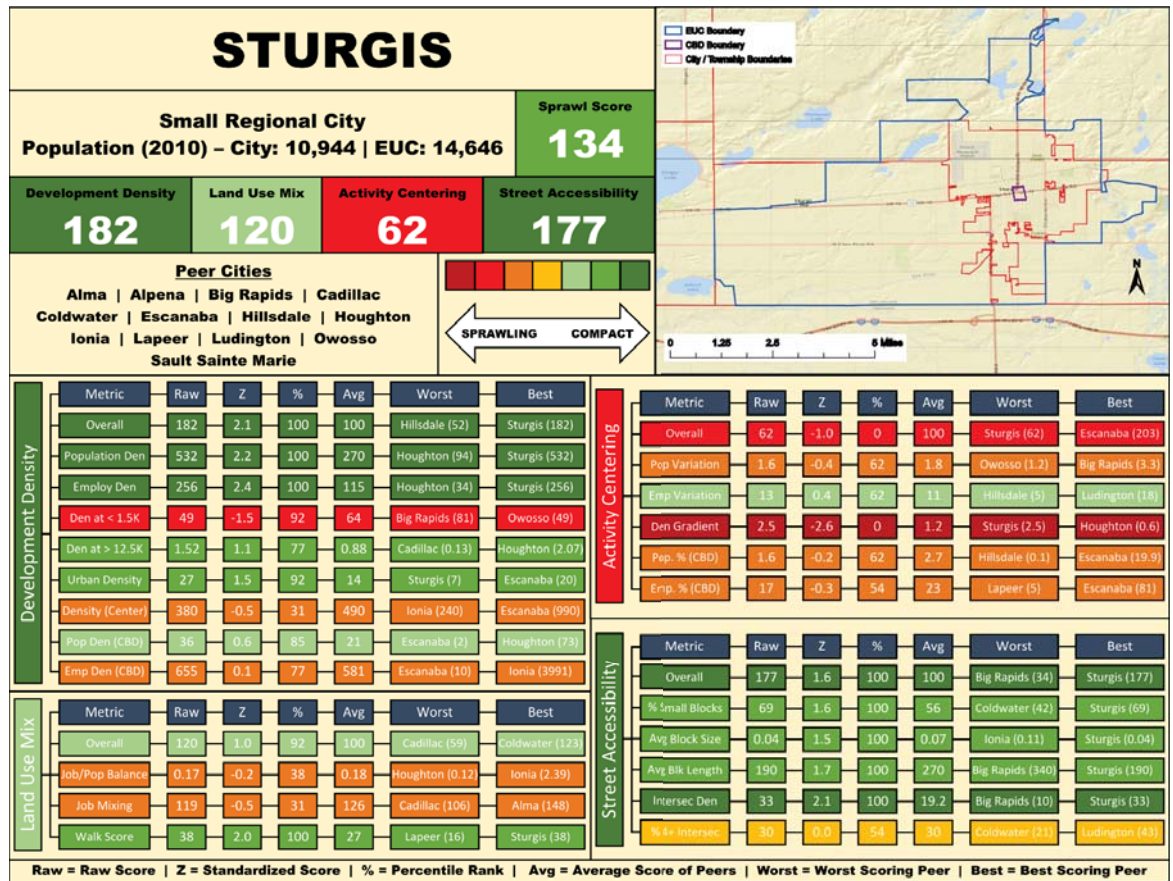 STURGIS
Small Regional City
Population (2010) – City: 10,944 | EUC: 14,646
Sprawl Score
134
Development Density
182
Land Use Mix
120
Activity Centering
62
Street Accessibility
177
Peer Cities
Alma | Alpena | Big Rapids | Cadillac
Coldwater | Escanaba | Hillsdale | Houghton
Ionia | Lapeer | Ludington | Owosso
Sault Sainte Marie
SPRAWLING COMPACT
EUC Boundary
CBD Boundary
City / Township Boundaries
N
0 1.25 2.5 5 Miles
Development Density
Metric Raw Z % Avg Worst Best
Overall 182 2.1 100 100 Hillsdale (52) Sturgis (182)
Population Den 532 2.2 100 270 Houghton (94) Sturgis (532)
Employ Den 256 2.4 100 115 Houghton (34) Sturgis (256)
Den at < 1.5K 49 -1.5 92 64 Big Rapids (81) Owosso (49)
Den at > 12.5K 1.52 1.1 77 0.88 Cadillac (0.13) Houghton (2.07)
Urban Density 27 1.5 92 14 Sturgis (7) Escanaba (20)
Density (Center) 380 -0.5 31 490 Ionia (240) Escanaba (990)
Pop Den (CBD) 36 0.6 85 21 Escanaba (2) Houghton (73)
Emp Den (CBD) 655 0.1 77 581 Escanaba (10) Ionia (3991)
Land Use Mix
Metric Raw Z % Avg Worst Best
Overall 120 1.0 92 100 Cadillac (59) Coldwater (123)
Job/Pop Balance 0.17 -0.2 38 0.18 Houghton (0.12) Ionia (2.39)
Job Mixing 119 -0.5 31 126 Cadillac (106) Alma (148)
Walk Score 38 2.0 100 27 Lapeer (16) Sturgis (38)
Activity Centering
Metric Raw Z % Avg Worst Best
Overall 62 -1.0 0 100 Sturgis (62) Escanaba (203)
Pop Variation 1.6 -0.4 62 1.8 Owosso (1.2) Big Rapids (3.3)
Emp Variation 13 0.4 62 11 Hillsdale (5) Ludington (18)
Den Gradient 2.5 -2.6 0 1.2 Sturgis (2.5) Houghton (0.6)
Pop. % (CBD) 1.6 -0.2 62 2.7 Hillsdale (0.1) Escanaba (19.9)
Emp. % (CBD) 17 -0.3 54 23 Lapeer (5) Escanaba (81)
Street Accessibility
Metric Raw Z % Avg Worst Best
Overall 177 1.6 100 100 Big Rapids (34) Sturgis (177)
% Small Blocks 69 1.6 100 56 Coldwater (42) Sturgis (69)
Avg Block Size 0.04 1.5 100 0.07 Ionia (0.11) Sturgis (0.04)
Avg Blk Length 190 1.7 100 270 Big Rapids (340) Sturgis (190)
Intersec Den 33 2.1 100 19.2 Big Rapids (10) Sturgis (33)
% 4+ Intersec 30 0.0 54 30 Coldwater (21) Ludington (43)
Raw = Raw Score | Z = Standardized Score | % = Percentile Rank | Avg = Average Score of Peers | Worst = Worst Scoring Peer | Best = Best Scoring Peer